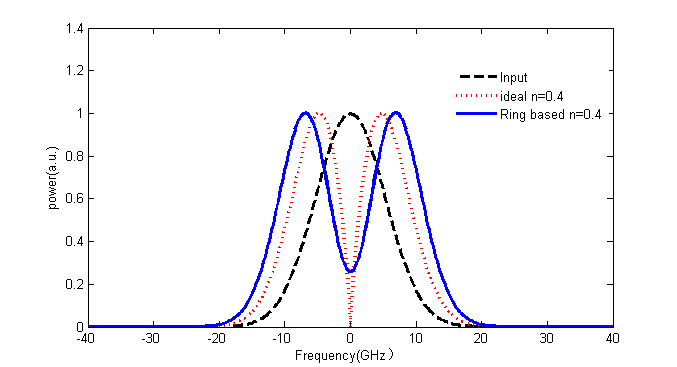 1.4
1.2
1
0.8
0.6
0.4
0.2
0
power(a.u.)
Input
ideal n=0.4
Ring based n=0.4
-40 -30 -20 -10 0 10 20 30 40
Frequency(GHz）